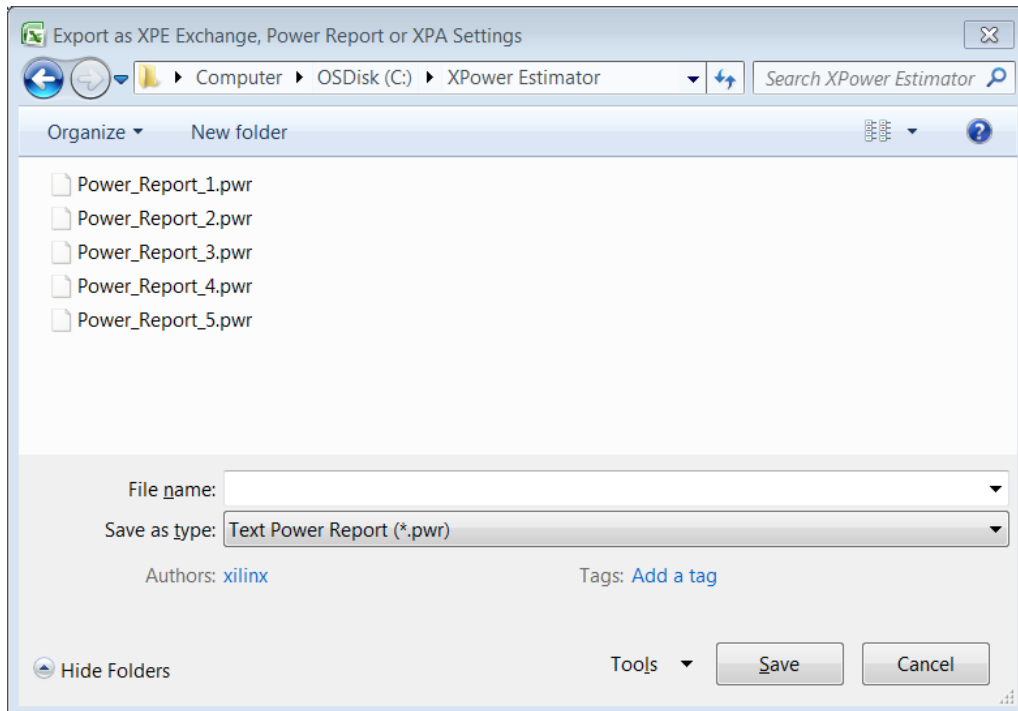 Export as XPE Exchange, Power Report or XPA Settings
Computer OSDisk (C:) XPower Estimator Search XPower Estimator
Organize New folder
Power_Report_1.pwr
Power_Report_2.pwr
Power_Report_3.pwr
Power_Report_4.pwr
Power_Report_5.pwr
File name:
Save as type: Text Power Report (*.pwr)
Authors: xilinx Tags: Add a tag
Hide Folders Tools Save Cancel